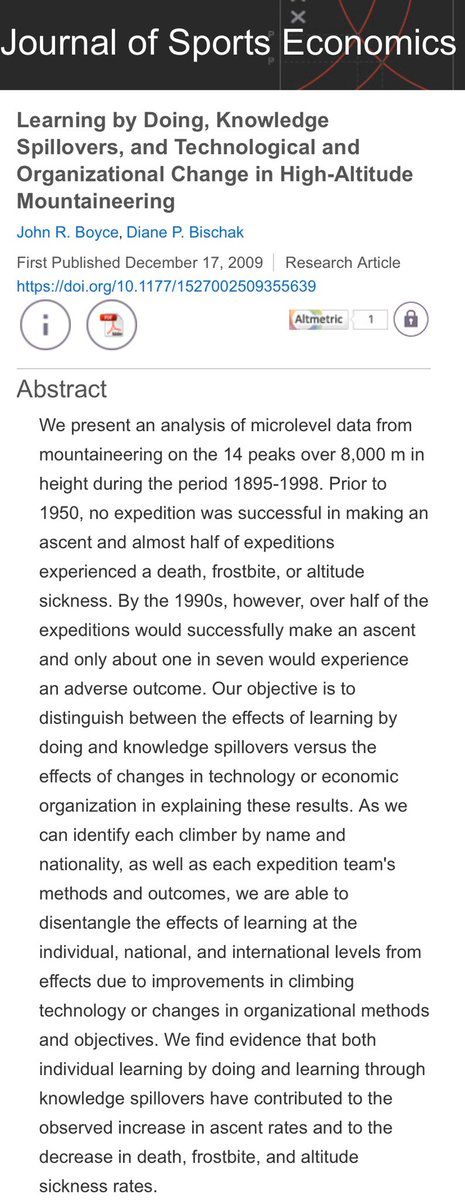 Journal of Sports Economics
Learning by Doing, Knowledge
Spillovers, and Technological and
Organizational Change in High-Altitude
Mountaineering
John R. Boyce, Diane P. Bischak
First Published December 17, 2009 | Research Article
https://doi.org/10.1177/1527002509355639
i PDF Altmetric 1
Abstract
We present an analysis of microlevel data from
mountaineering on the 14 peaks over 8,000 m in
height during the period 1895-1998. Prior to
1950, no expedition was successful in making an
ascent and almost half of expeditions
experienced a death, frostbite, or altitude
sickness. By the 1990s, however, over half of the
expeditions would successfully make an ascent
and only about one in seven would experience
an adverse outcome. Our objective is to
distinguish between the effects of learning by
doing and knowledge spillovers versus the
effects of changes in technology or economic
organization in explaining these results. As we
can identify each climber by name and
nationality, as well as each expedition team's
methods and outcomes, we are able to
disentangle the effects of learning at the
individual, national, and international levels from
effects due to improvements in climbing
technology or changes in organizational methods
and objectives. We find evidence that both
individual learning by doing and learning through
knowledge spillovers have contributed to the
observed increase in ascent rates and to the
decrease in death, frostbite, and altitude
sickness rates.